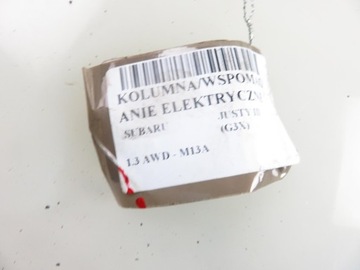 KOLUMNA/WSPOM
ANIE ELEKTRYCZN
SUBARU JUSTY
(G3X)
1.3 AWD - M13A